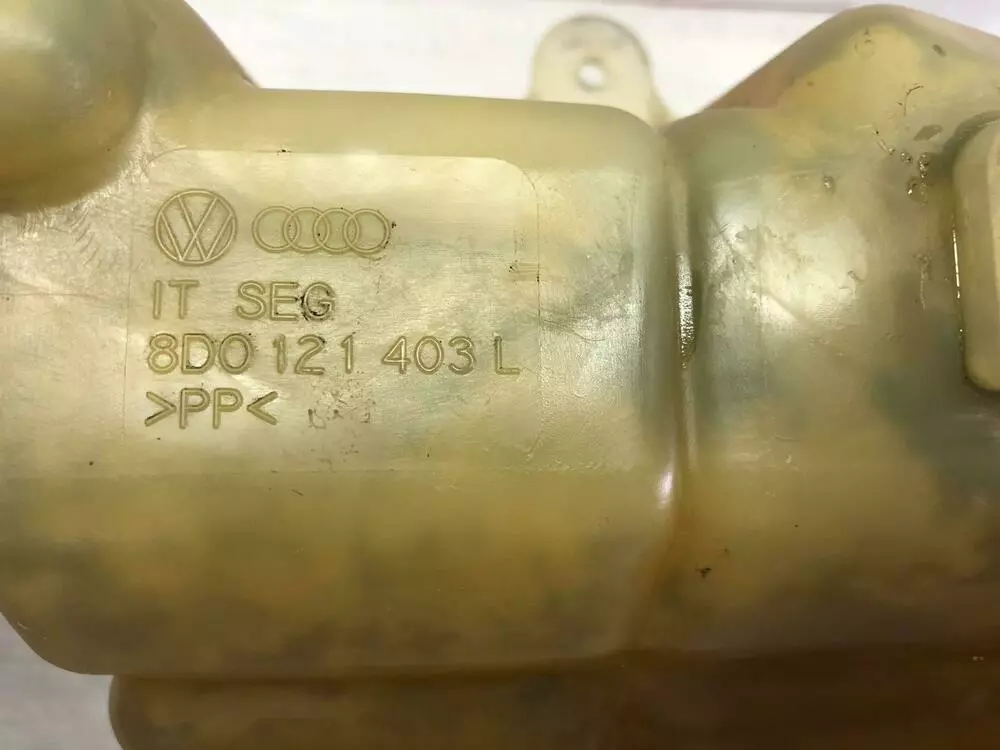 IT SEG
8D0 121 403 L
>PP<